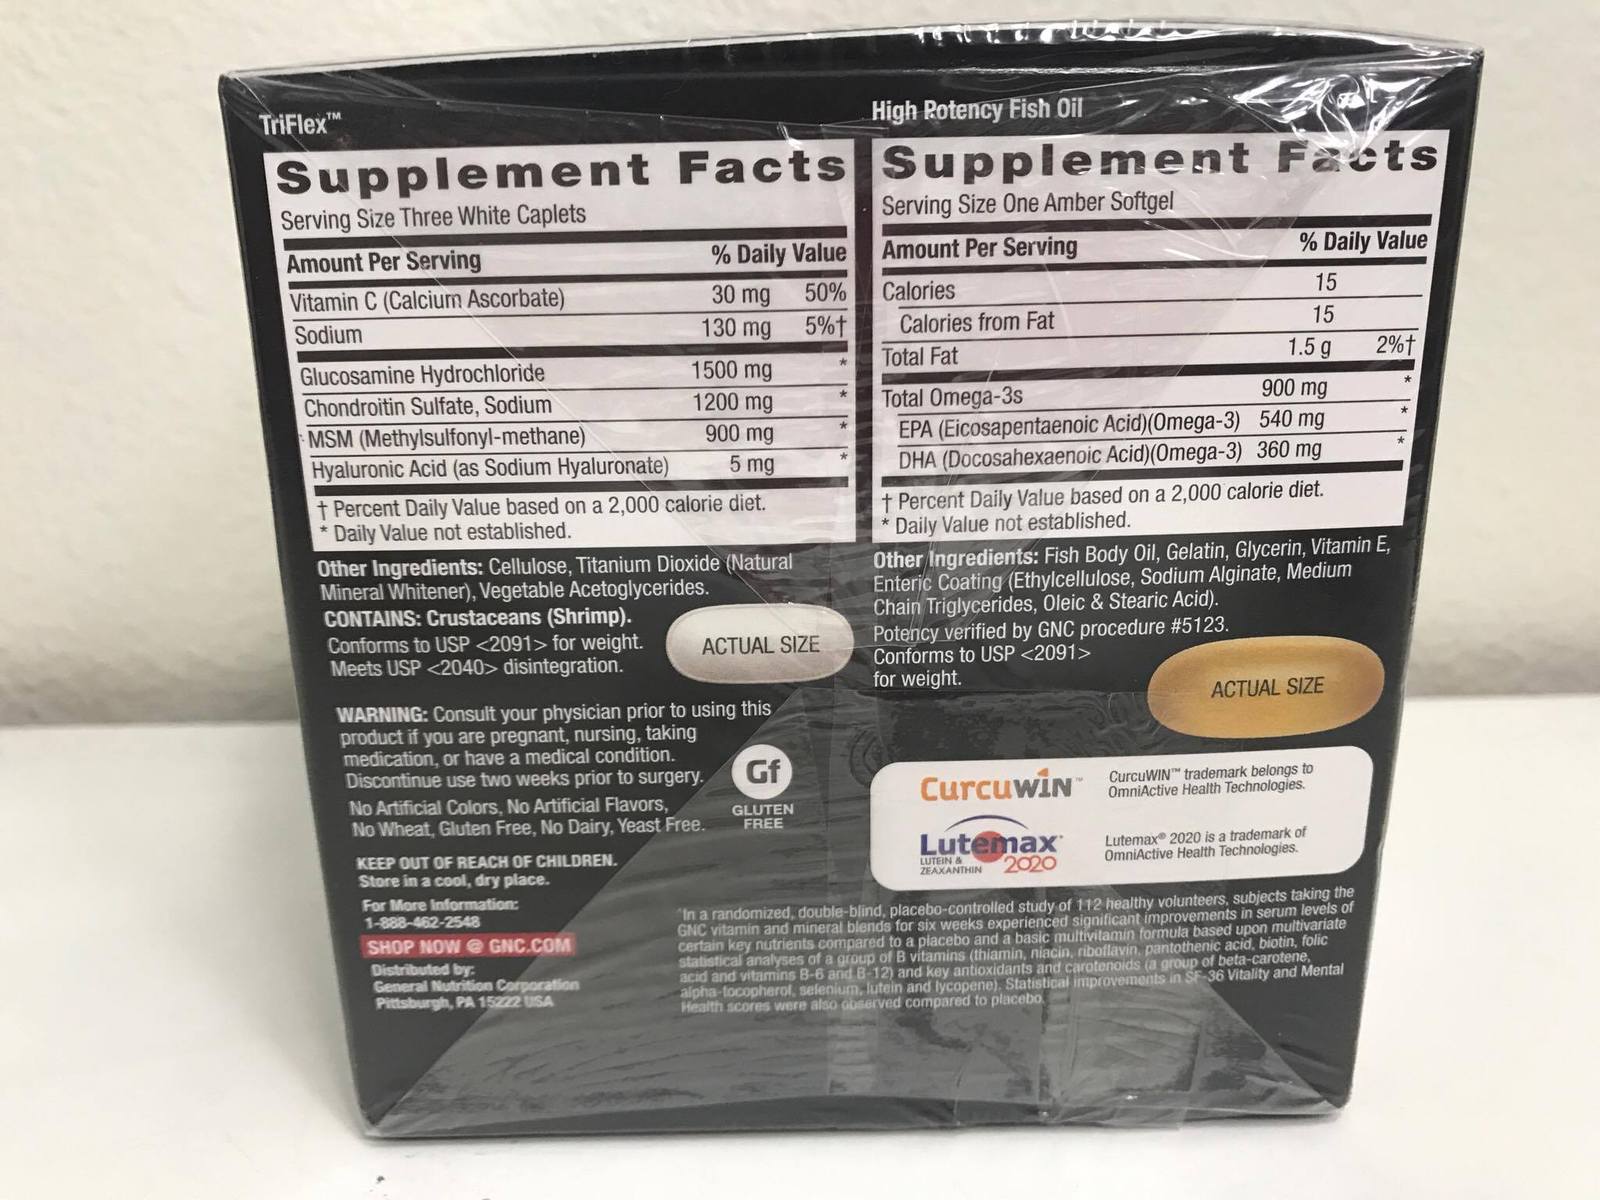 TriFlex™
Supplement Facts
Serving Size Three White Caplets
Amount Per Serving % Daily Value
Vitamin C (Calcium Ascorbate) 30 mg 50%
Sodium 130 mg 5%†
Glucosamine Hydrochloride 1500 mg *
Chondroitin Sulfate, Sodium 1200 mg *
MSM (Methylsulfonyl-methane) 900 mg *
Hyaluronic Acid (as Sodium Hyaluronate) 5 mg *
† Percent Daily Value based on a 2,000 calorie diet.
* Daily Value not established.
Other Ingredients: Cellulose, Titanium Dioxide (Natural
Mineral Whitener), Vegetable Acetoglycerides.
CONTAINS: Crustaceans (Shrimp).
Conforms to USP <2091> for weight.
Meets USP <2040> disintegration.
ACTUAL SIZE
WARNING: Consult your physician prior to using this
product if you are pregnant, nursing, taking
medication, or have a medical condition.
Discontinue use two weeks prior to surgery.
No Artificial Colors, No Artificial Flavors,
No Wheat, Gluten Free, No Dairy, Yeast Free.
Gf
GLUTEN
FREE
KEEP OUT OF REACH OF CHILDREN.
Store in a cool, dry place.
For More Information:
1-888-462-2548
SHOP NOW @ GNC.COM
Distributed by:
General Nutrition Corporation
Pittsburgh, PA 15222 USA
High Potency Fish Oil
Supplement Facts
Serving Size One Amber Softgel
Amount Per Serving % Daily Value
Calories 15
Calories from Fat 15
Total Fat 1.5 g 2%†
Total Omega-3s 900 mg *
EPA (Eicosapentaenoic Acid)(Omega-3) 540 mg *
DHA (Docosahexaenoic Acid)(Omega-3) 360 mg *
† Percent Daily Value based on a 2,000 calorie diet.
* Daily Value not established.
Other Ingredients: Fish Body Oil, Gelatin, Glycerin, Vitamin E,
Enteric Coating (Ethylcellulose, Sodium Alginate, Medium
Chain Triglycerides, Oleic & Stearic Acid).
Potency verified by GNC procedure #5123.
Conforms to USP <2091>
for weight.
ACTUAL SIZE
CurcuWIN™
CurcuWIN™ trademark belongs to
OmniActive Health Technologies.
Lutemax®
LUTEIN &
ZEAXANTHIN
2020
Lutemax® 2020 is a trademark of
OmniActive Health Technologies.
In a randomized, double-blind, placebo-controlled study of 112 healthy volunteers, subjects taking the
GNC vitamin and mineral blends for six weeks experienced significant improvements in serum levels of
certain key nutrients compared to a placebo and a basic multivitamin formula based upon multivariate
statistical analyses of a group of B vitamins (thiamin, niacin, riboflavin, pantothenic acid, biotin, folic
acid and vitamins B-6 and B-12) and key antioxidants and carotenoids (a group of beta-carotene,
alpha-tocopherol, selenium, lutein and lycopene). Statistical improvements in SF-36 Vitality and Mental
Health scores were also observed compared to placebo.